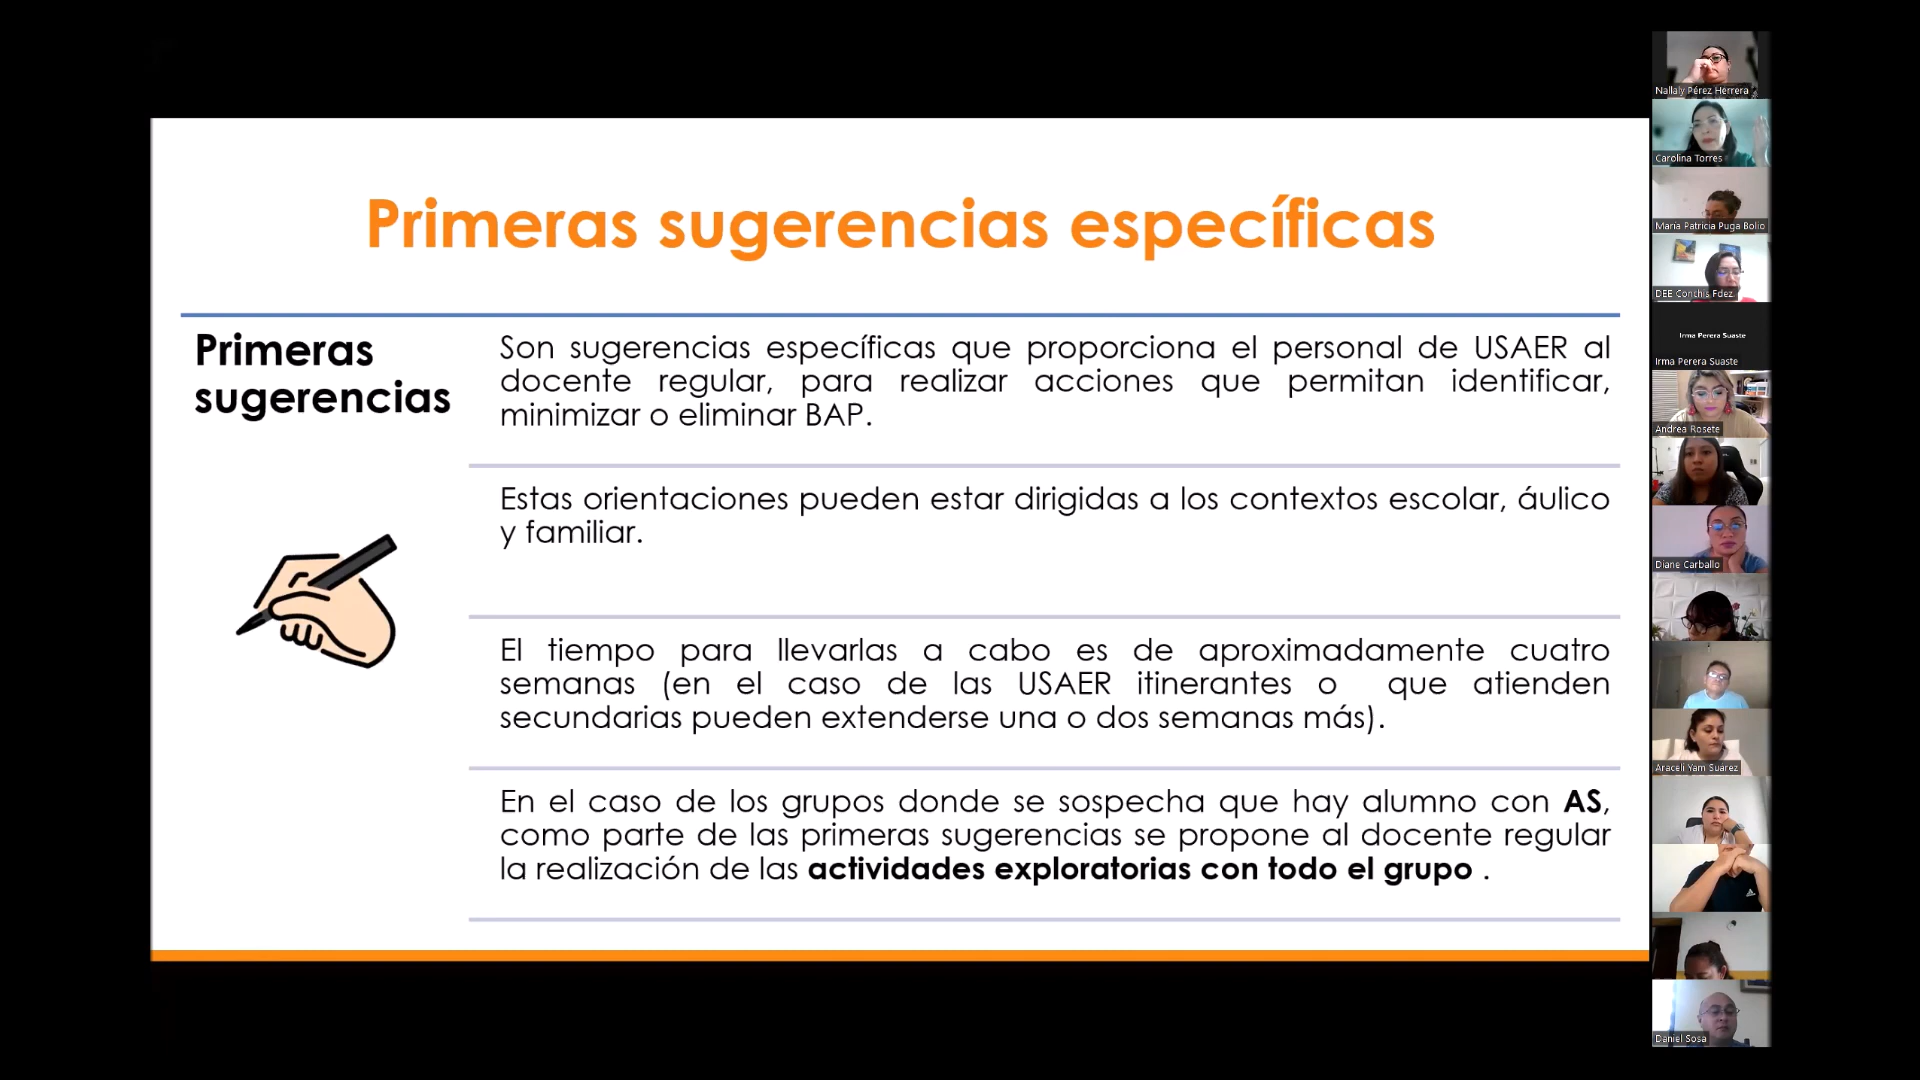 Primeras sugerencias específicas
Primeras
sugerencias
Son sugerencias específicas que proporciona el personal de USAER al
docente regular, para realizar acciones que permitan identificar,
minimizar o eliminar BAP.
Estas orientaciones pueden estar dirigidas a los contextos escolar, áulico
y familiar.
El tiempo para llevarlas a cabo es de aproximadamente cuatro
semanas (en el caso de las USAER itinerantes o que atienden
secundarias pueden extenderse una o dos semanas más).
En el caso de los grupos donde se sospecha que hay alumno con AS,
como parte de las primeras sugerencias se propone al docente regular
la realización de las actividades exploratorias con todo el grupo .
Nallaly Pérez Herrera
Carolina Torres
María Patricia Puga Bolio
DEE Conchis Fdez.
Irma Perera Suaste
Irma Perera Suaste
Andrea Rosete
Diane Carballo
Araceli Yam Suárez
Daniel Sosa